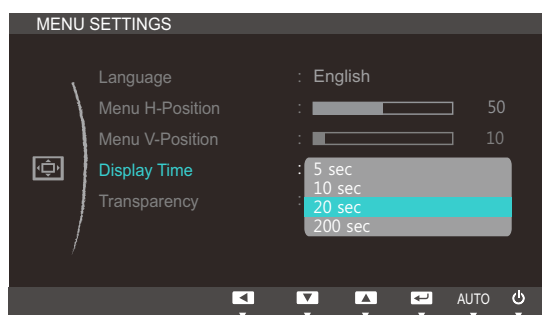 MENU SETTINGS
Language : English
Menu H-Position : 50
Menu V-Position : 10
Display Time : 5 sec
10 sec
Transparency : 20 sec
200 sec
AUTO